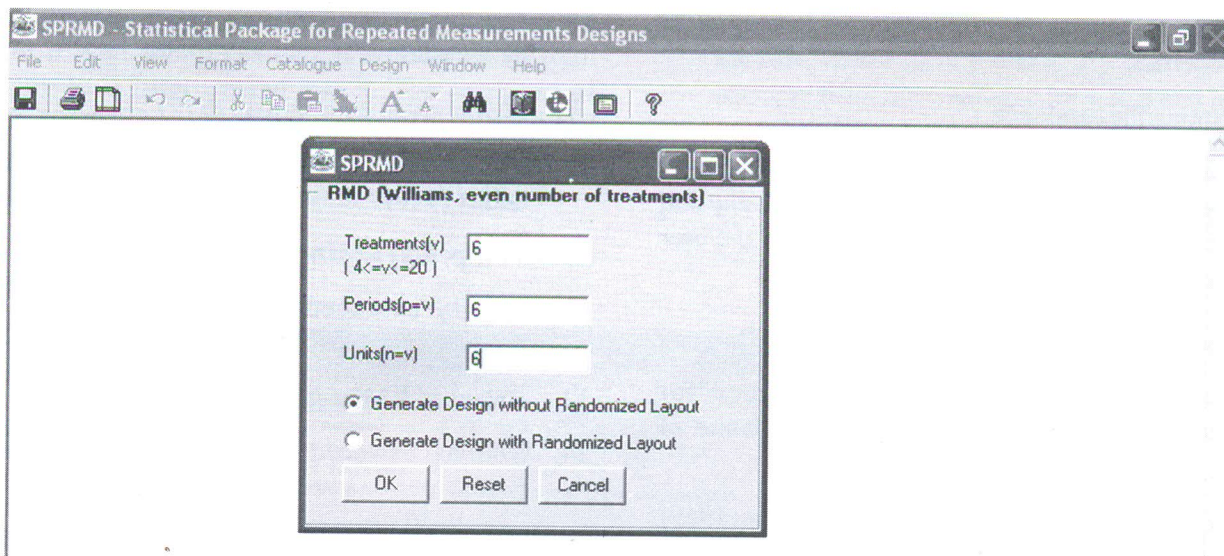 SPRMD - Statistical Package for Repeated Measurements Designs
File Edit View Format Catalogue Design Window Help
SPRMD
RMD (Williams, even number of treatments)
Treatments(v) 6
( 4<=v<=20 )
Periods(p=v) 6
Units(n=v) 6
Generate Design without Randomized Layout
Generate Design with Randomized Layout
OK Reset Cancel